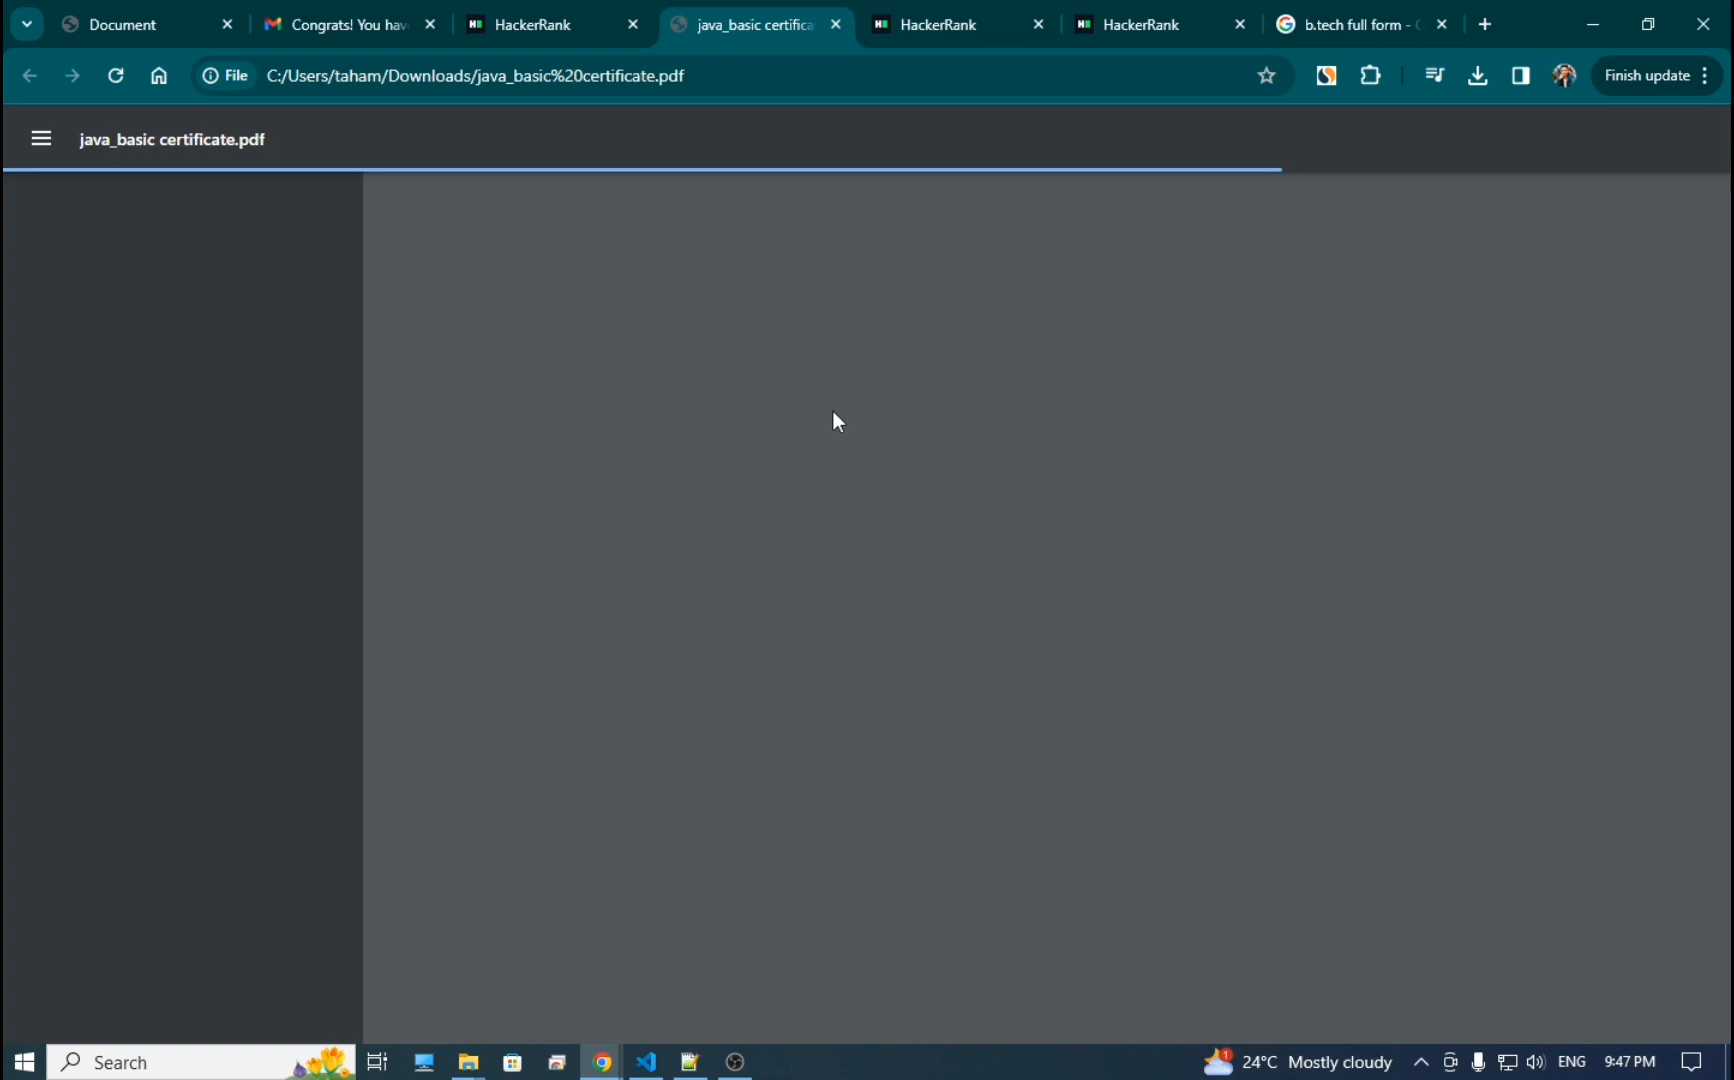 Document
Congrats! You hav
HackerRank
java_basic certifica
HackerRank
HackerRank
b.tech full form -
File
C:/Users/taham/Downloads/java_basic%20certificate.pdf
Finish update
java_basic certificate.pdf
Search
1
24°C Mostly cloudy
ENG
9:47 PM